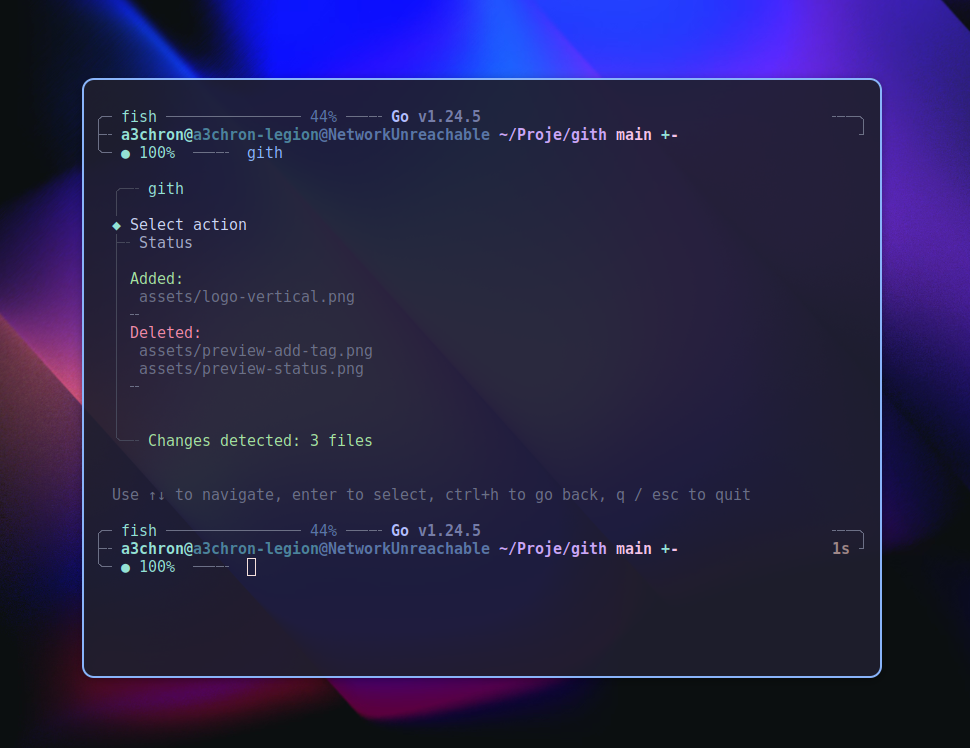 fish 44% Go v1.24.5
a3chron@a3chron-legion@NetworkUnreachable ~/Proje/gith main +-
● 100% gith
gith
◆ Select action
Status
Added:
assets/logo-vertical.png
--
Deleted:
assets/preview-add-tag.png
assets/preview-status.png
--
Changes detected: 3 files
Use ↑↓ to navigate, enter to select, ctrl+h to go back, q / esc to quit
fish 44% Go v1.24.5
a3chron@a3chron-legion@NetworkUnreachable ~/Proje/gith main +- 1s
● 100%